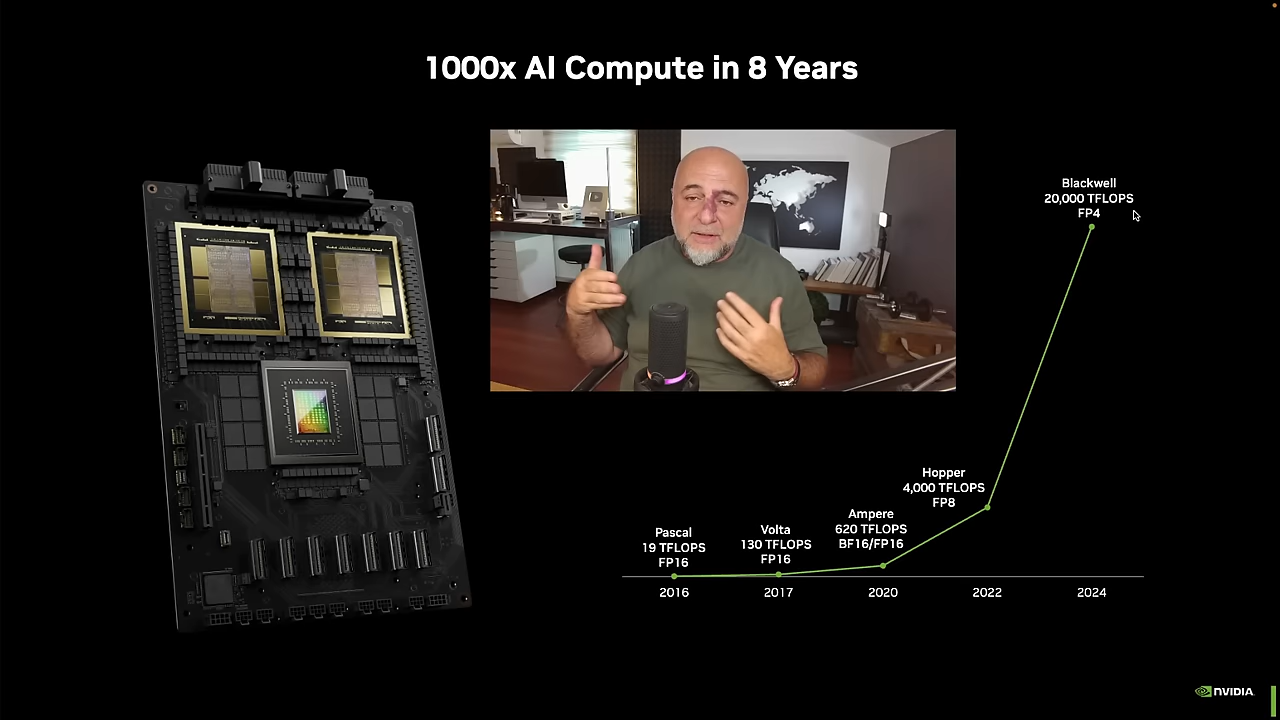 1000x AI Compute in 8 Years
Blackwell
20,000 TFLOPS
FP4
Hopper
4,000 TFLOPS
FP8
Ampere
620 TFLOPS
BF16/FP16
Volta
130 TFLOPS
FP16
Pascal
19 TFLOPS
FP16
2016
2017
2020
2022
2024
NVIDIA